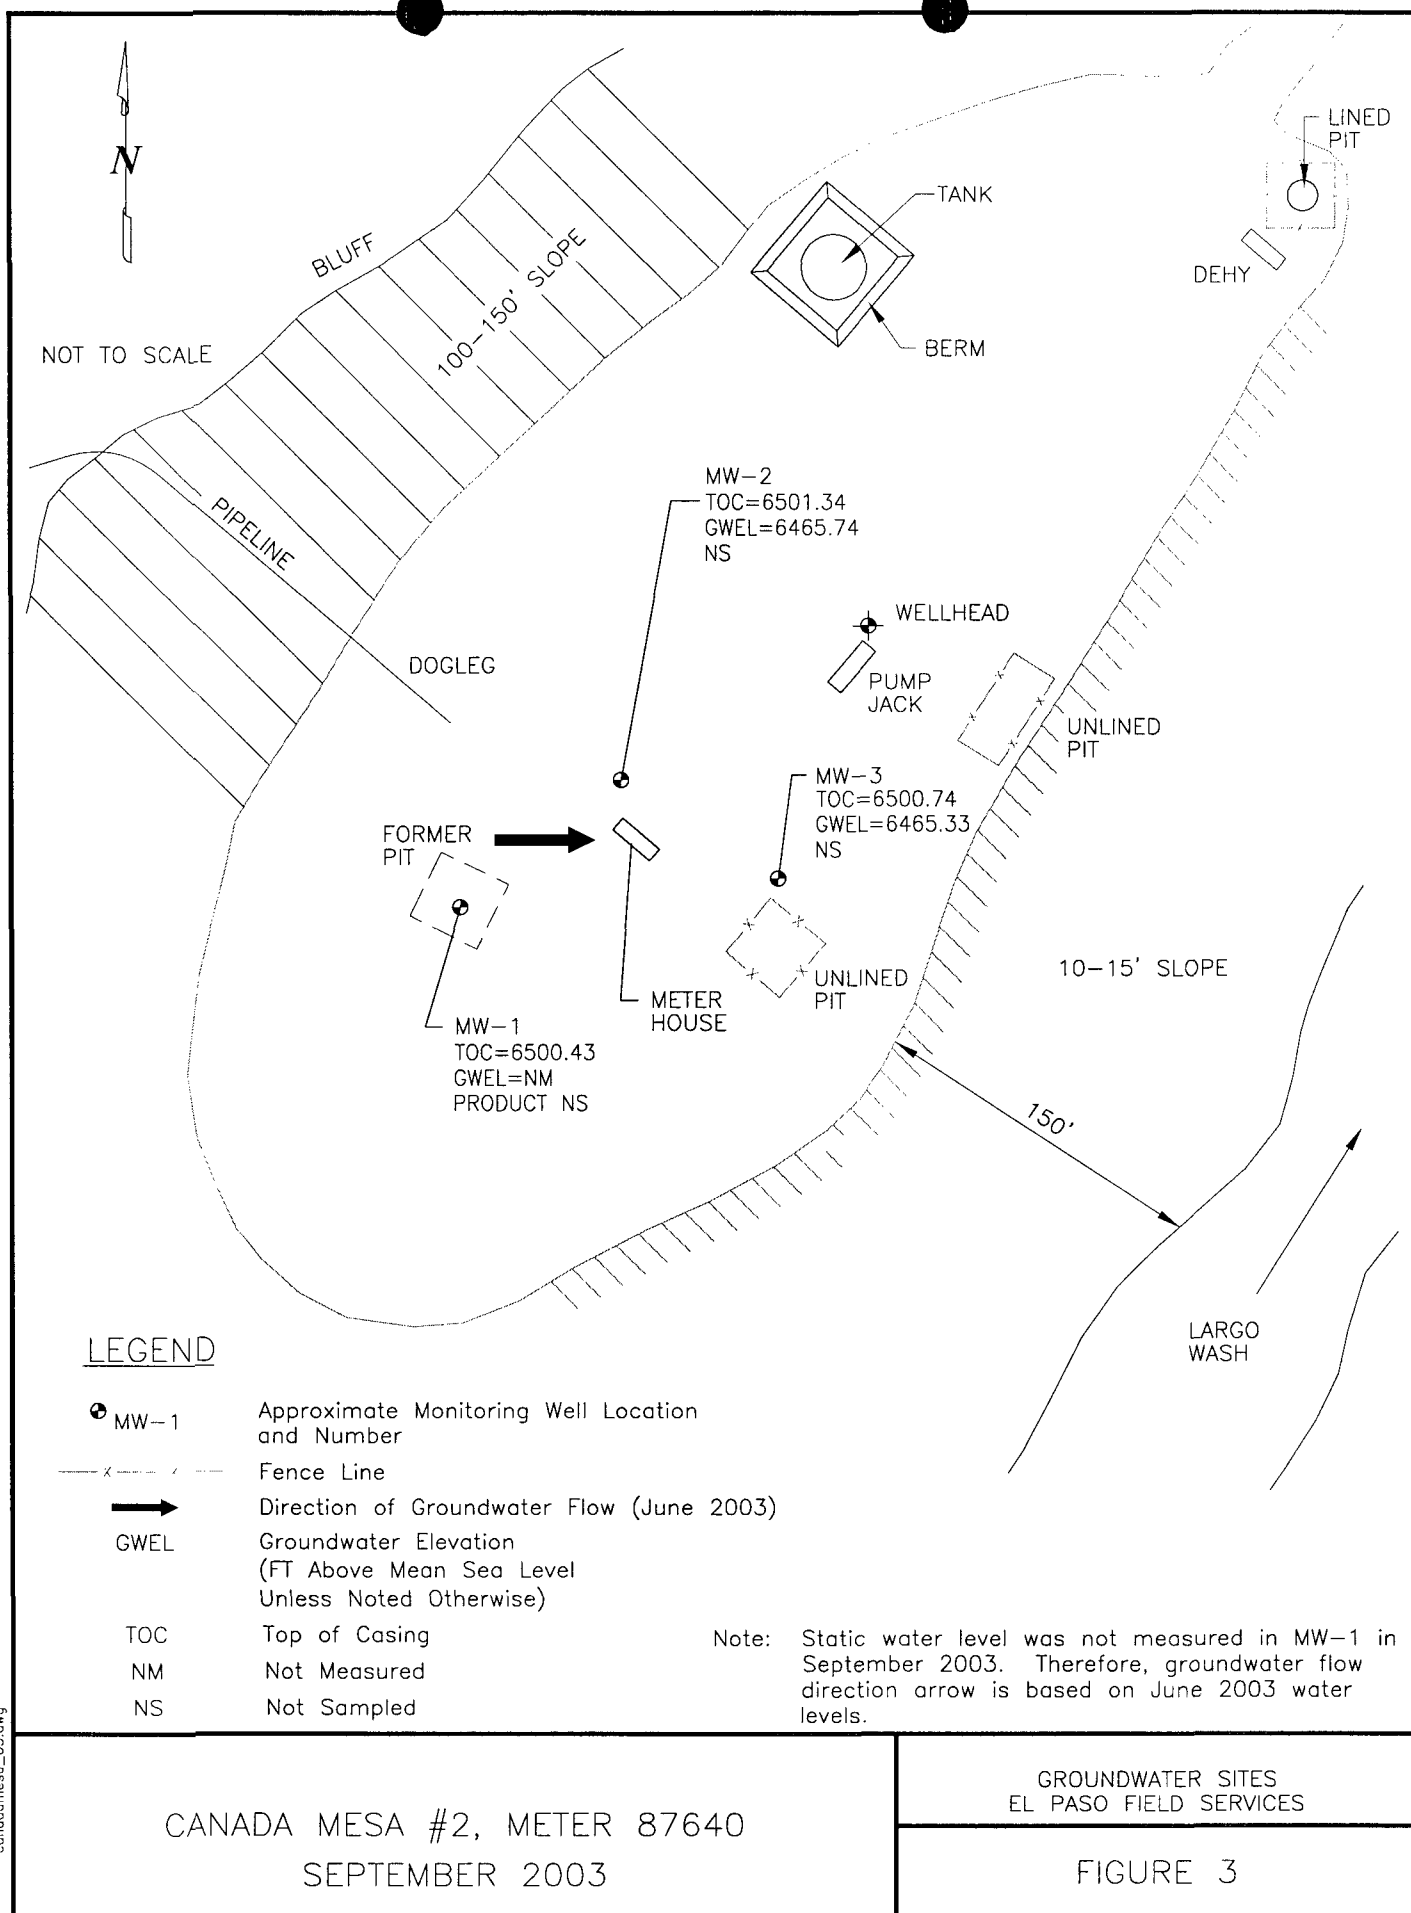 N
LINED
PIT
TANK
BLUFF
100-150' SLOPE
DEHY
NOT TO SCALE
BERM
MW-2
TOC=6501.34
GWEL=6465.74
NS
PIPELINE
WELLHEAD
DOGLEG
PUMP
JACK
UNLINED
PIT
MW-3
TOC=6500.74
GWEL=6465.33
NS
FORMER
PIT
10-15' SLOPE
UNLINED
PIT
METER
HOUSE
MW-1
TOC=6500.43
GWEL=NM
PRODUCT NS
150'
LARGO
WASH
LEGEND
MW-1 Approximate Monitoring Well Location
and Number
x Fence Line
Direction of Groundwater Flow (June 2003)
GWEL Groundwater Elevation
(FT Above Mean Sea Level
Unless Noted Otherwise)
TOC Top of Casing
NM Not Measured
NS Not Sampled
Note: Static water level was not measured in MW-1 in
September 2003. Therefore, groundwater flow
direction arrow is based on June 2003 water
levels.
CANADA MESA #2, METER 87640
SEPTEMBER 2003
GROUNDWATER SITES
EL PASO FIELD SERVICES
FIGURE 3